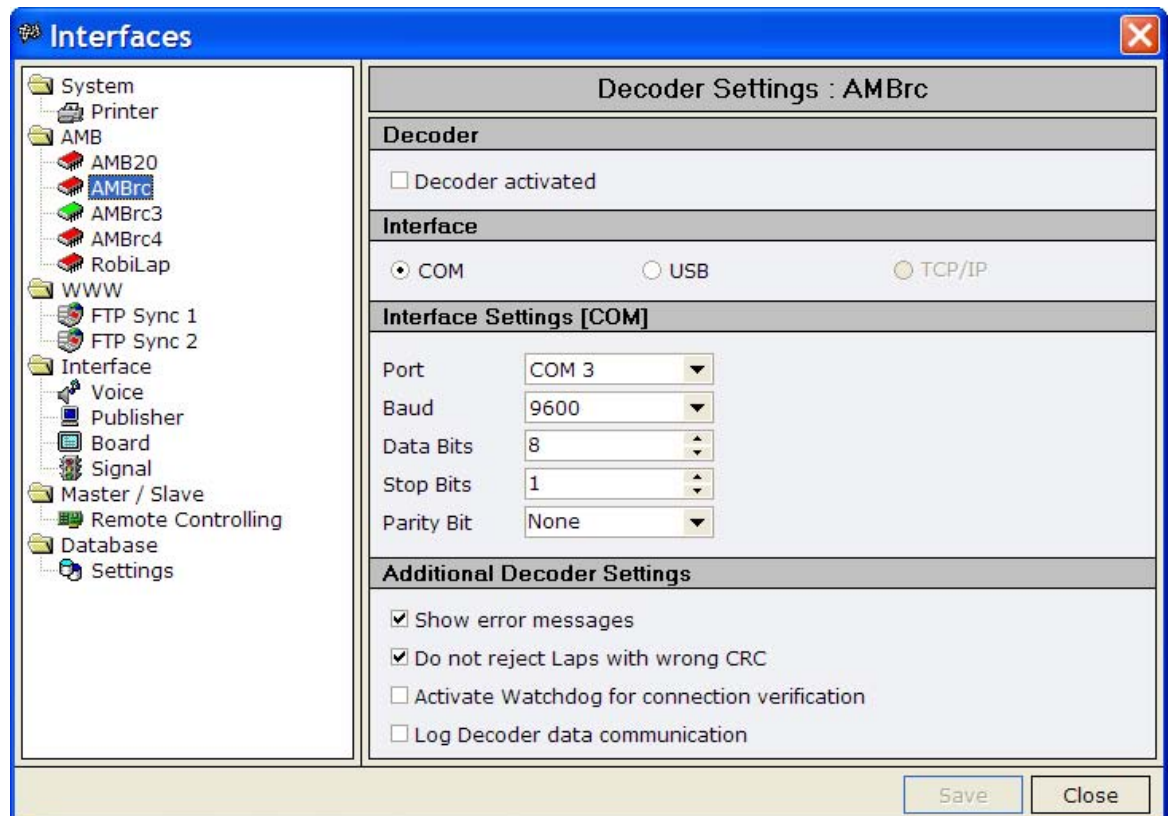 Interfaces
System
Printer
AMB
AMB20
AMBrc
AMBrc3
AMBrc4
RobiLap
WWW
FTP Sync 1
FTP Sync 2
Interface
Voice
Publisher
Board
Signal
Master / Slave
Remote Controlling
Database
Settings
Decoder Settings : AMBrc
Decoder
Decoder activated
Interface
COM USB TCP/IP
Interface Settings [COM]
Port COM 3
Baud 9600
Data Bits 8
Stop Bits 1
Parity Bit None
Additional Decoder Settings
Show error messages
Do not reject Laps with wrong CRC
Activate Watchdog for connection verification
Log Decoder data communication
Save Close